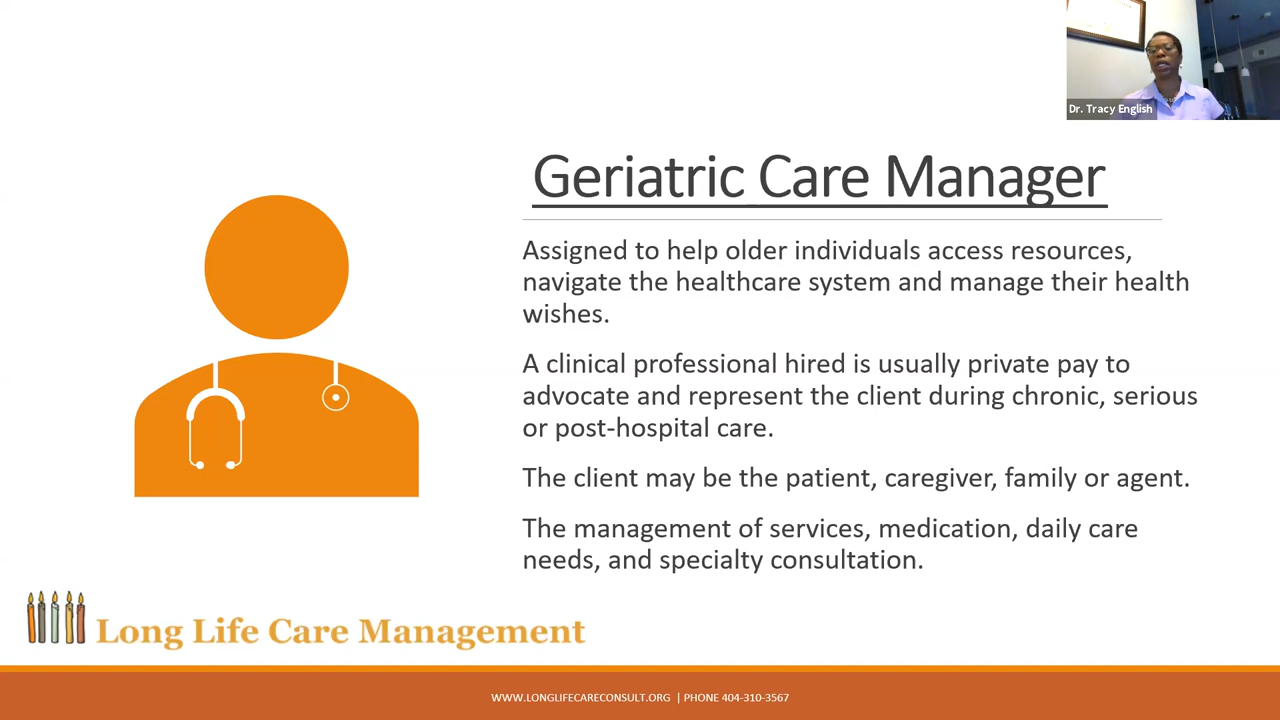 Dr. Tracy English
Geriatric Care Manager
Assigned to help older individuals access resources,
navigate the healthcare system and manage their health
wishes.
A clinical professional hired is usually private pay to
advocate and represent the client during chronic, serious
or post-hospital care.
The client may be the patient, caregiver, family or agent.
The management of services, medication, daily care
needs, and specialty consultation.
Long Life Care Management
WWW.LONGLIFECARECONSULT.ORG | PHONE 404-310-3567